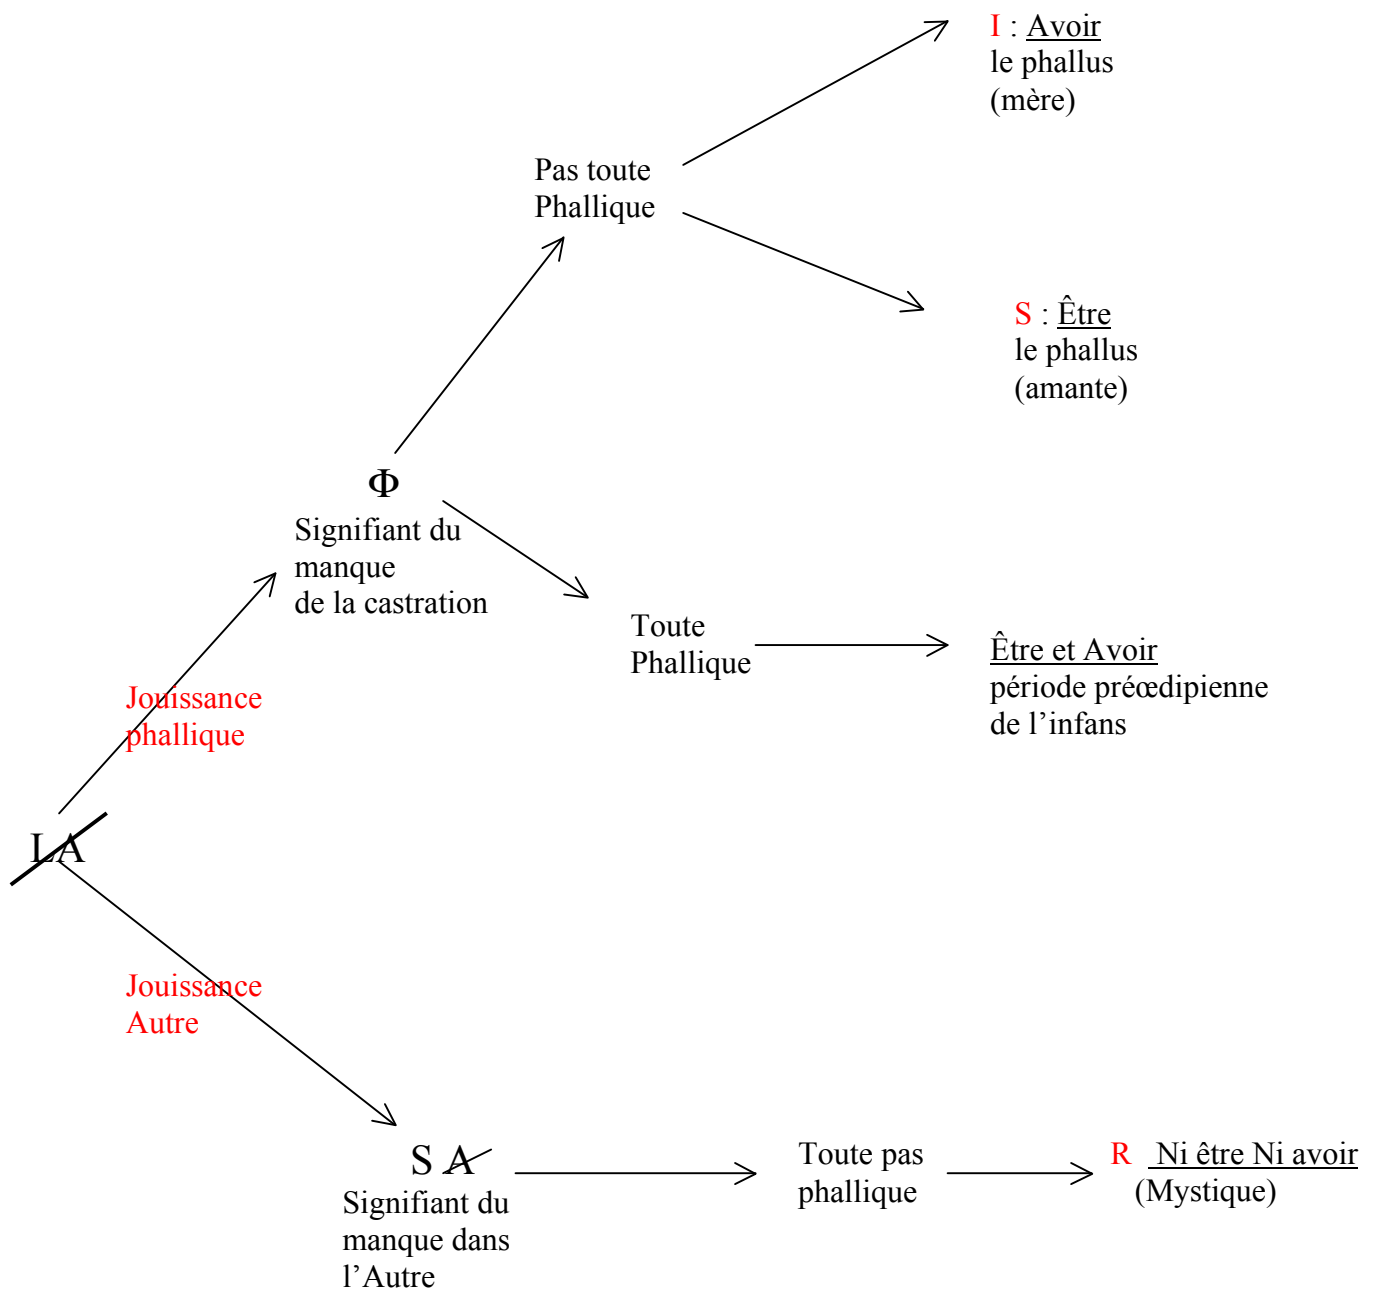 I : Avoir
le phallus
(mère)
Pas toute
Phallique
S : Être
le phallus
(amante)
Φ
Signifiant du
manque
de la castration
Toute
Phallique
Être et Avoir
période préœdipienne
de l’infans
Jouissance
phallique
LA
Jouissance
Autre
S A
Signifiant du
manque dans
l’Autre
Toute pas
phallique
R Ni être Ni avoir
(Mystique)